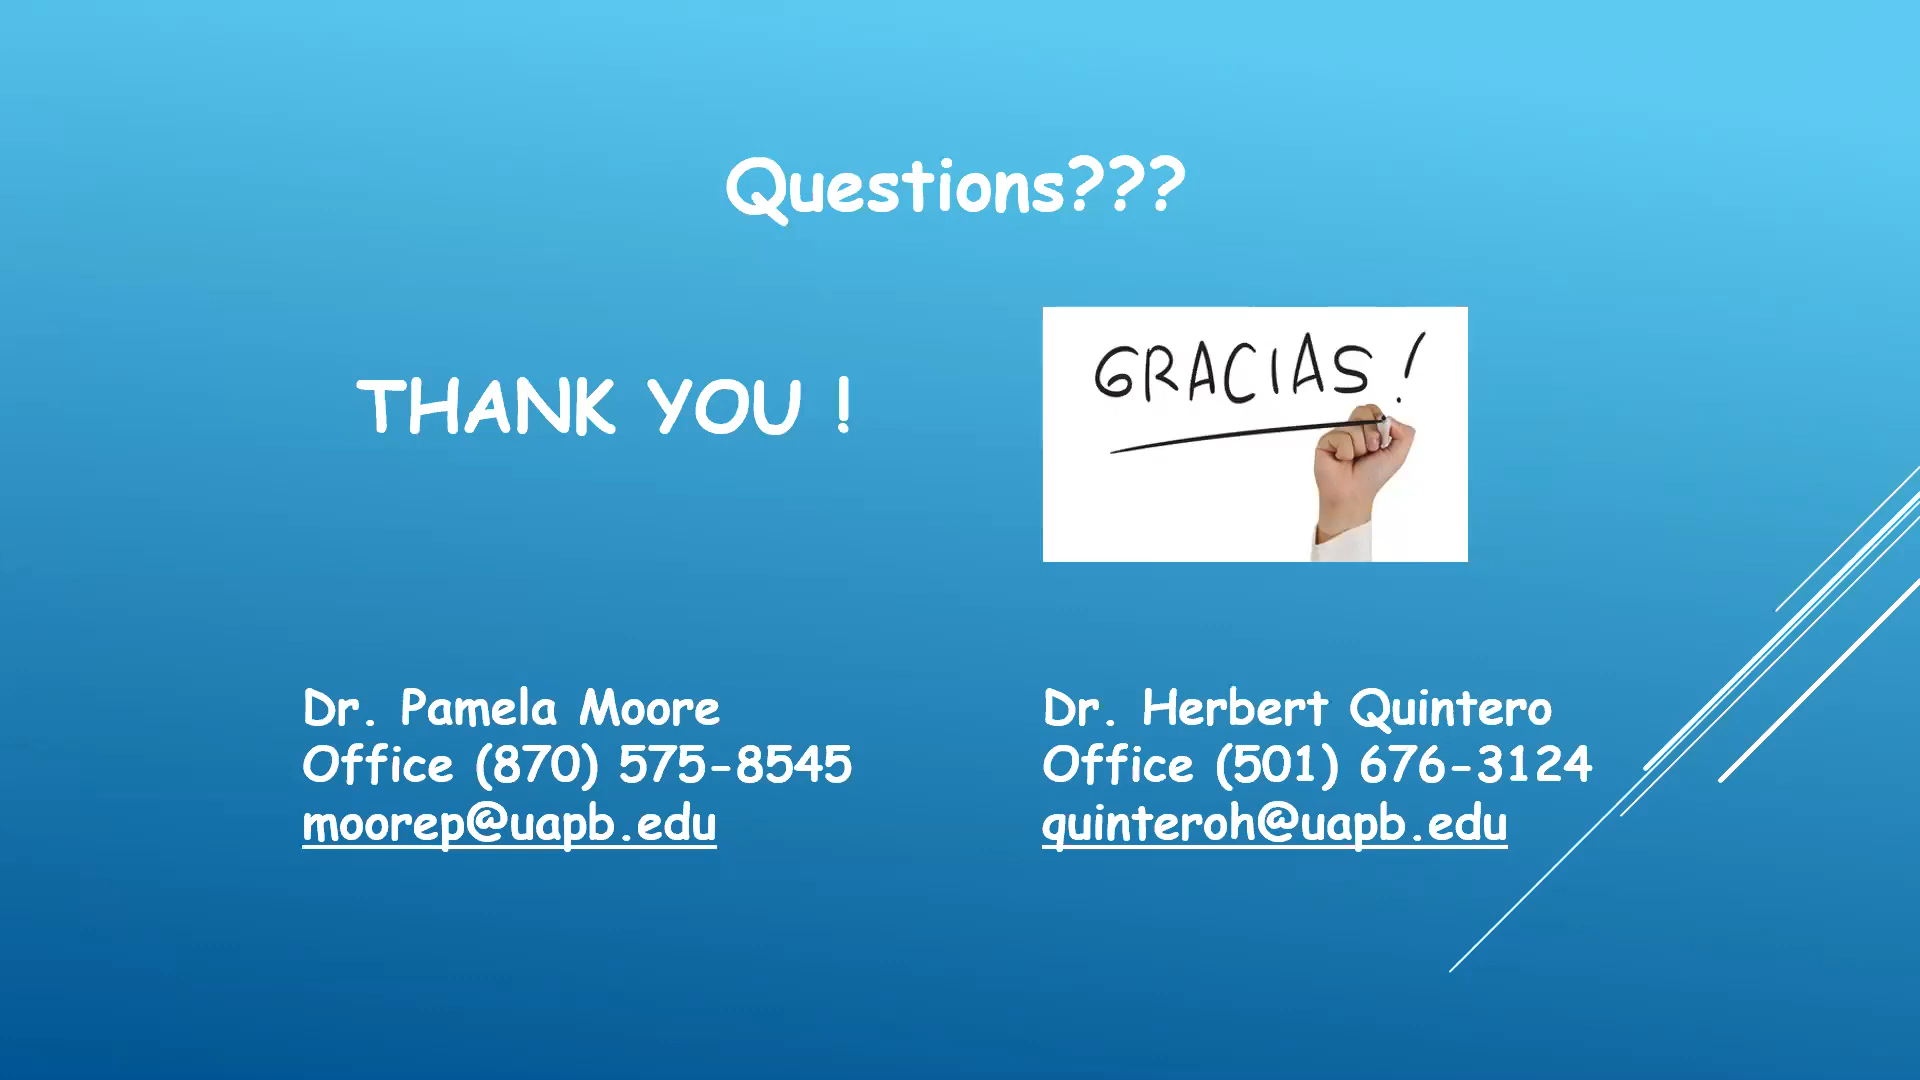 Questions???
THANK YOU !
GRACIAS!
Dr. Pamela Moore
Office (870) 575-8545
moorep@uapb.edu
Dr. Herbert Quintero
Office (501) 676-3124
quinteroh@uapb.edu